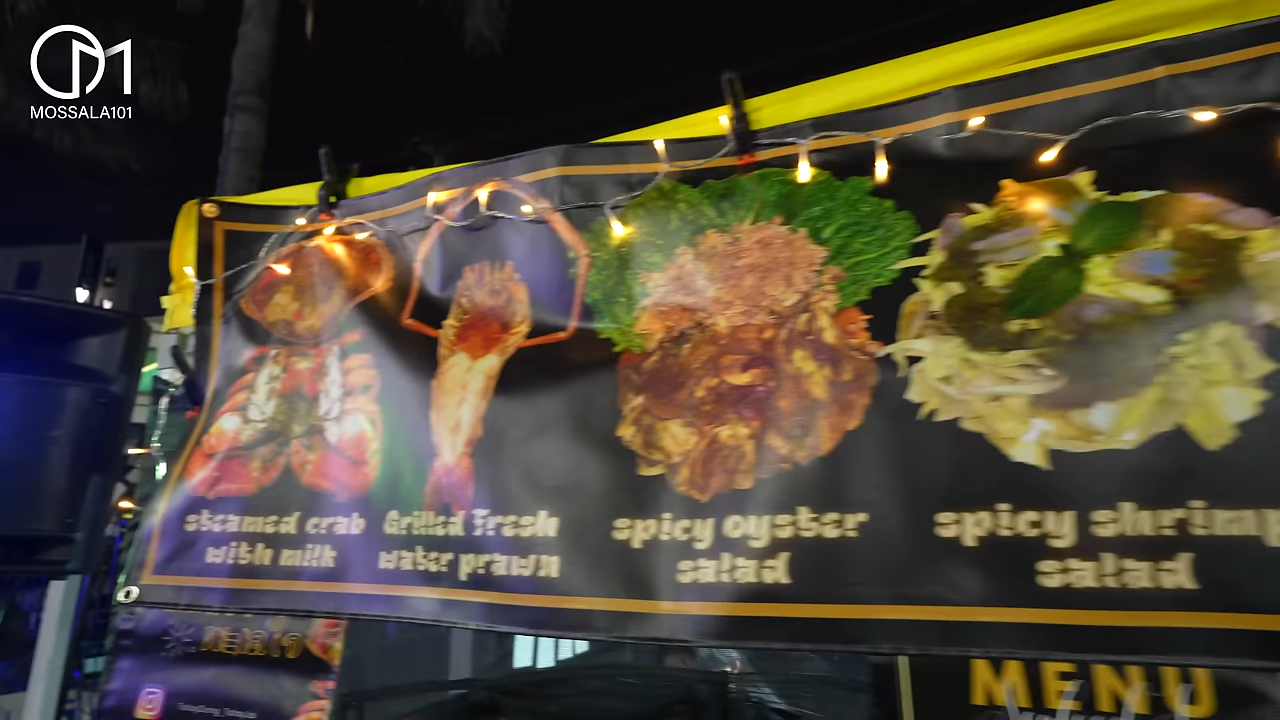 MOSSALA101
steamed crab
with milk
Grilled Fresh
water prawn
spicy oyster
salad
spicy shrimp
salad
MENU